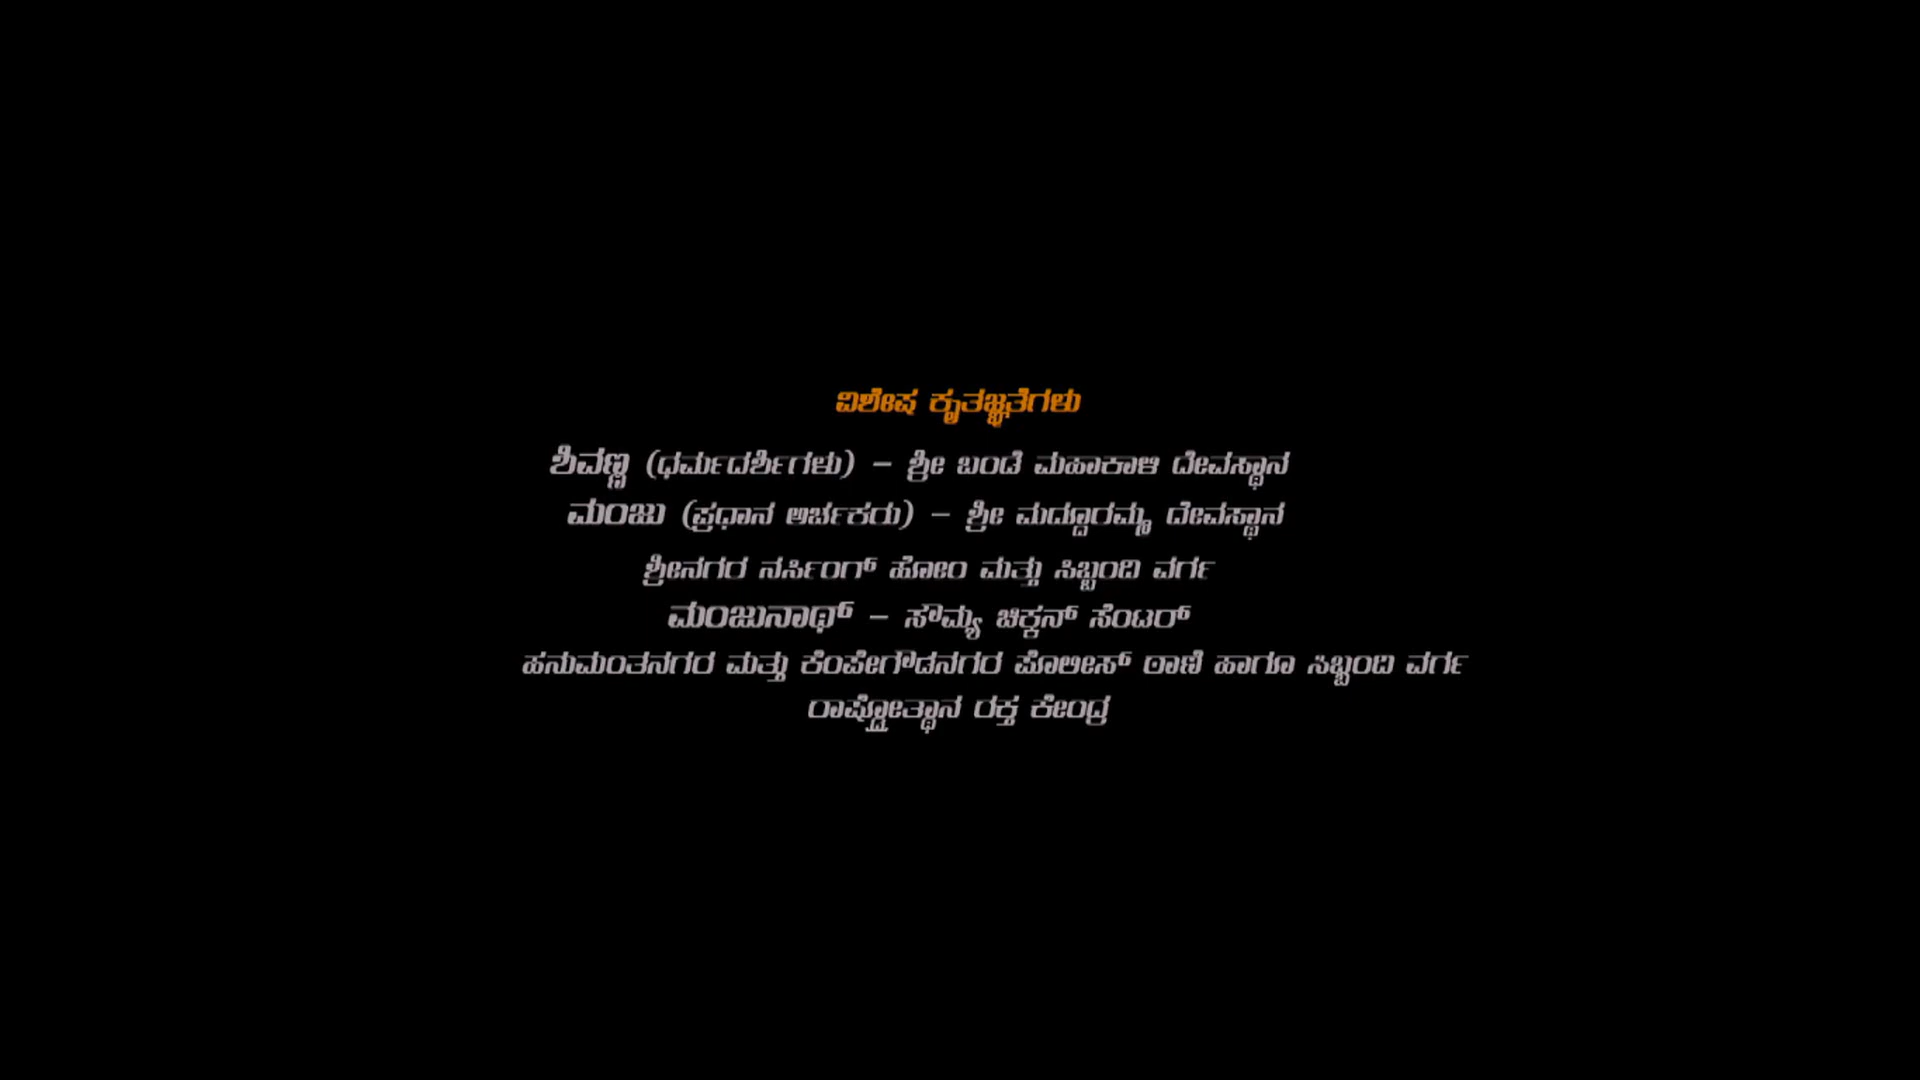 ವಿಶೇಷ ಕೃತಜ್ಞತೆಗಳು
ಶಿವಣ್ಣ (ಧರ್ಮದರ್ಶಿಗಳು) – ಶ್ರೀ ಬಂಡೆ ಮಹಾಕಾಳಿ ದೇವಸ್ಥಾನ
ಮಂಜು (ಪ್ರಧಾನ ಅರ್ಚಕರು) – ಶ್ರೀ ಮದ್ದೂರಮ್ಮ ದೇವಸ್ಥಾನ
ಶ್ರೀನಗರ ನರ್ಸಿಂಗ್ ಹೋಂ ಮತ್ತು ಸಿಬ್ಬಂದಿ ವರ್ಗ
ಮಂಜುನಾಥ್ – ಸೌಮ್ಯ ಚಿಕ್ಕನ್ ಸೆಂಟರ್
ಹನುಮಂತನಗರ ಮತ್ತು ಕೆಂಪೇಗೌಡನಗರ ಪೊಲೀಸ್ ಠಾಣೆ ಹಾಗೂ ಸಿಬ್ಬಂದಿ ವರ್ಗ
ರಾಷ್ಟ್ರೋತ್ಥಾನ ರಕ್ತ ಕೇಂದ್ರ